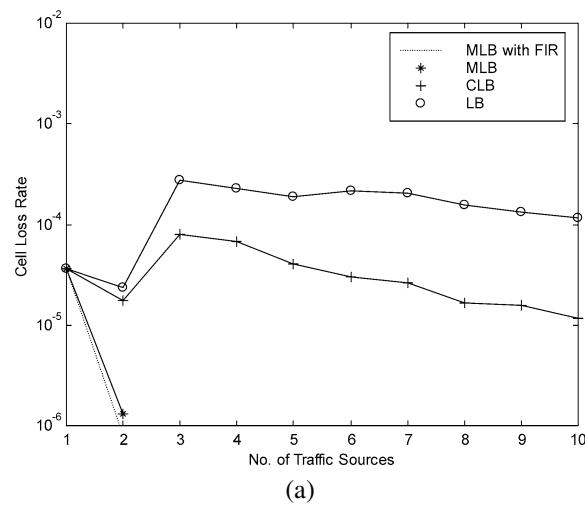 10-2
MLB with FIR
MLB
CLB
LB
10-3
10-4
10-5
10-6
Cell Loss Rate
1 2 3 4 5 6 7 8 9 10
No. of Traffic Sources
(a)